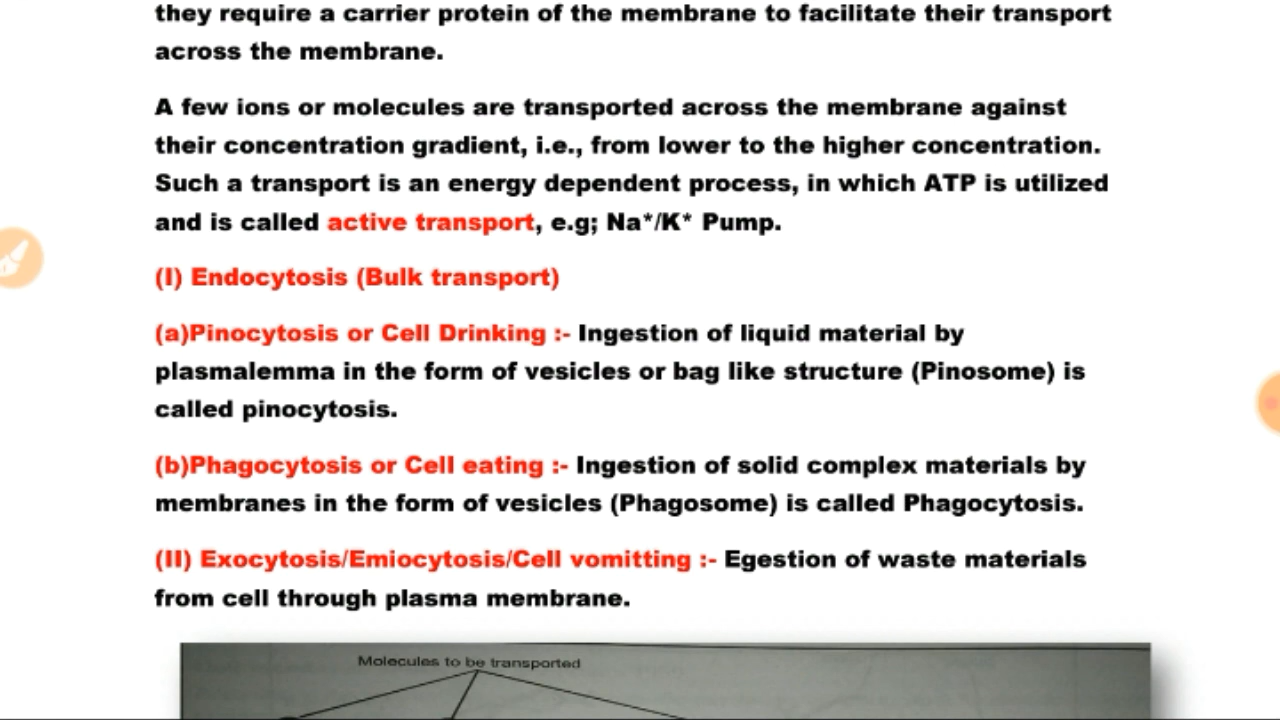 they require a carrier protein of the membrane to facilitate their transport
across the membrane.
A few ions or molecules are transported across the membrane against
their concentration gradient, i.e., from lower to the higher concentration.
Such a transport is an energy dependent process, in which ATP is utilized
and is called active transport, e.g; Na*/K* Pump.
(I) Endocytosis (Bulk transport)
(a)Pinocytosis or Cell Drinking :- Ingestion of liquid material by
plasmalemma in the form of vesicles or bag like structure (Pinosome) is
called pinocytosis.
(b)Phagocytosis or Cell eating :- Ingestion of solid complex materials by
membranes in the form of vesicles (Phagosome) is called Phagocytosis.
(II) Exocytosis/Emiocytosis/Cell vomitting :- Egestion of waste materials
from cell through plasma membrane.
Molecules to be transported